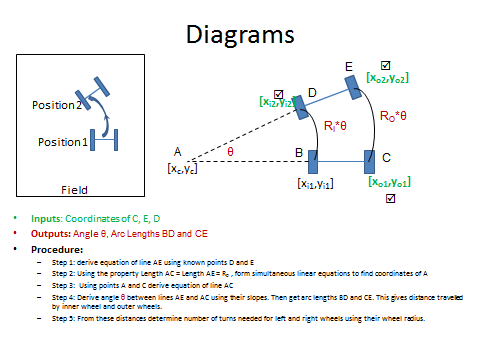 Diagrams
E
[xo2,yo2]
D
[xi2,yi2]
Position2
RI*θ
RO*θ
Position1
A
θ
B
C
[xc,yc]
[xi1,yi1]
[xo1,yo1]
Field
• Inputs: Coordinates of C, E, D
• Outputs: Angle θ, Arc Lengths BD and CE
• Procedure:
– Step 1: derive equation of line AE using known points D and E
– Step 2: Using the property Length AC = Length AE = Ro , form simultaneous linear equations to find coordinates of A
– Step 3: Using points A and C derive equation of line AC
– Step 4: Derive angle θ between lines AE and AC using their slopes. Then get arc lengths BD and CE. This gives distance traveled
by inner wheel and outer wheels.
– Step 5: From these distances determine number of turns needed for left and right wheels using their wheel radius.